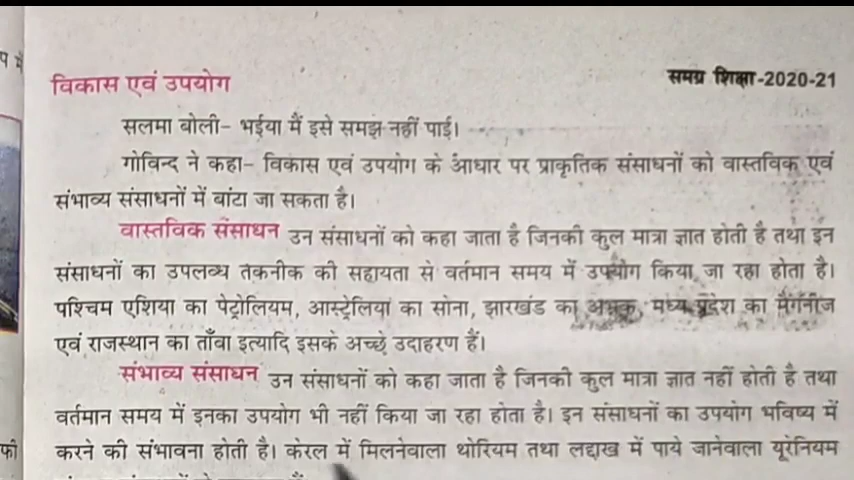 विकास एवं उपयोग
समग्र शिक्षा-2020-21
सलमा बोली- भईया मैं इसे समझ नहीं पाई।
गोविन्द ने कहा- विकास एवं उपयोग के आधार पर प्राकृतिक संसाधनों को वास्तविक एवं
संभाव्य संसाधनों में बांटा जा सकता है।
वास्तविक संसाधन उन संसाधनों को कहा जाता है जिनकी कुल मात्रा ज्ञात होती है तथा इन
संसाधनों का उपलब्ध तकनीक की सहायता से वर्तमान समय में उपयोग किया जा रहा होता है।
पश्चिम एशिया का पेट्रोलियम, आस्ट्रेलिया का सोना, झारखंड का अभ्रक, मध्य प्रदेश का मैंगनीज
एवं राजस्थान का ताँवा इत्यादि इसके अच्छे उदाहरण हैं।
संभाव्य संसाधन उन संसाधनों को कहा जाता है जिनकी कुल मात्रा ज्ञात नहीं होती है तथा
वर्तमान समय में इनका उपयोग भी नहीं किया जा रहा होता है। इन संसाधनों का उपयोग भविष्य में
करने की संभावना होती है। केरल में मिलनेवाला थोरियम तथा लद्दाख में पाये जानेवाला यूरेनियम